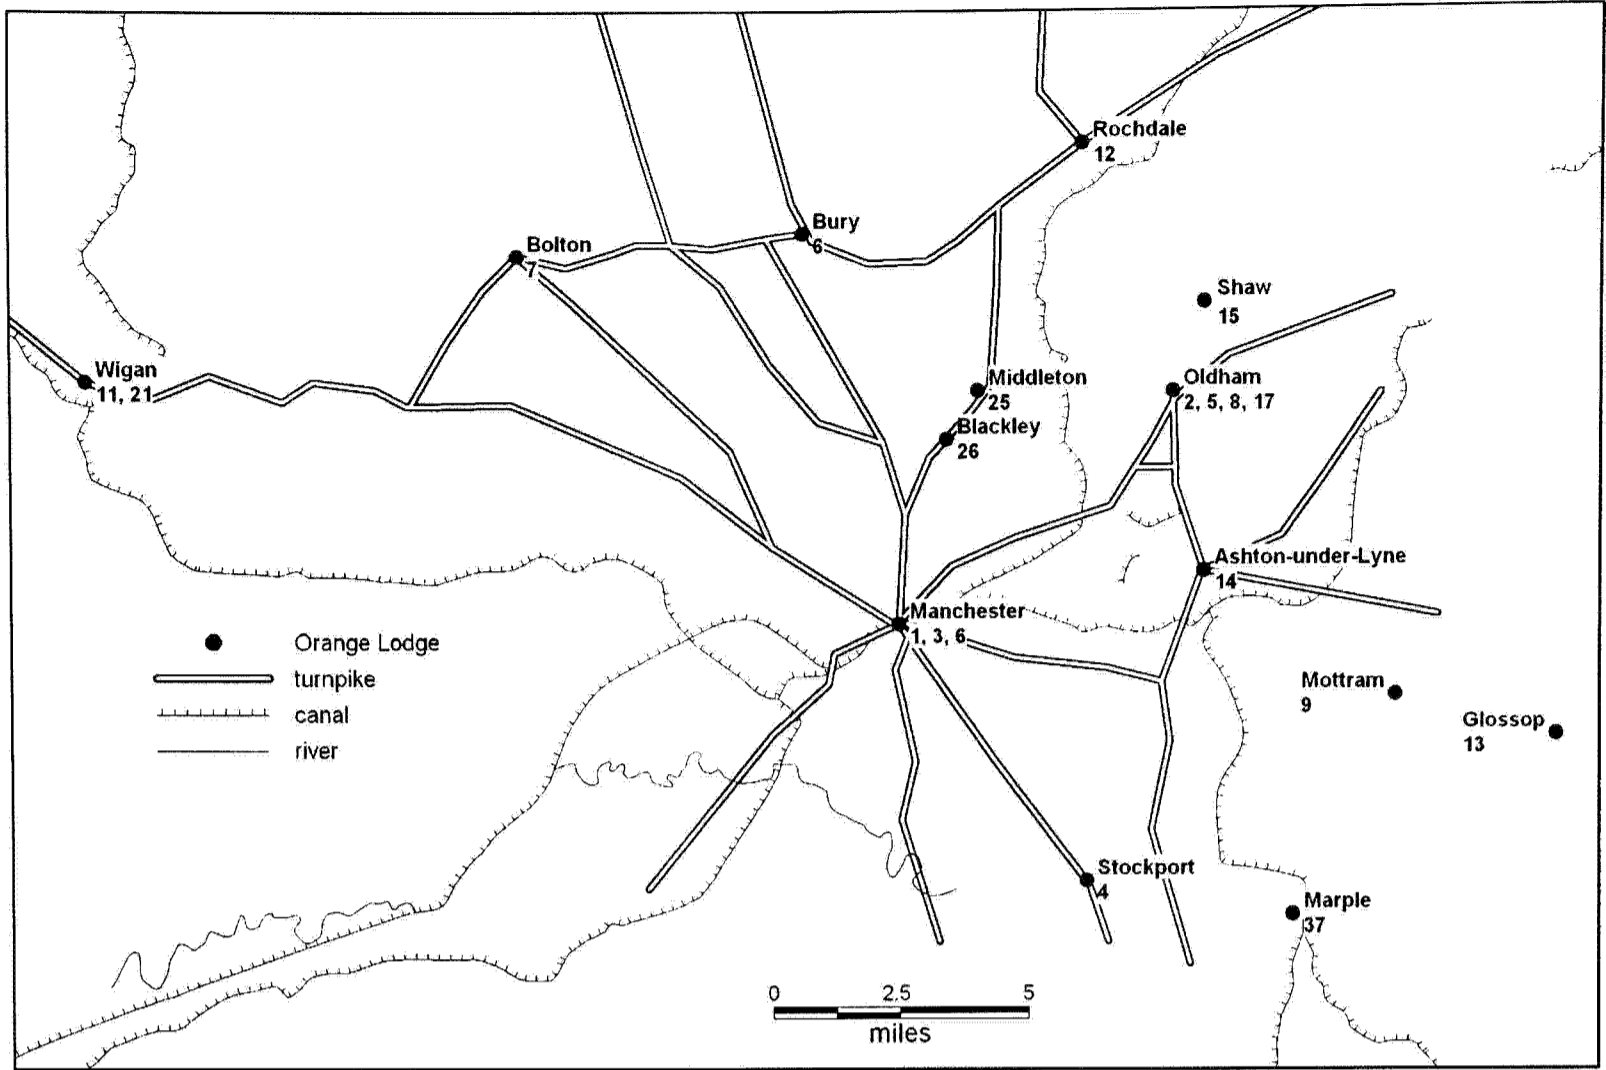 Rochdale
12
Bury
6
Bolton
7
Shaw
15
Wigan
11, 21
Middleton
25
Oldham
2, 5, 8, 17
Blackley
26
Ashton-under-Lyne
14
Manchester
1, 3, 6
Orange Lodge
turnpike
canal
river
Mottram
9
Glossop
13
Stockport
4
Marple
37
0 2.5 5
miles